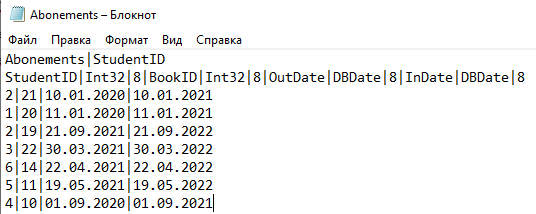 Abonements – Блокнот
Файл Правка Формат Вид Справка
Abonements|StudentID
StudentID|Int32|8|BookID|Int32|8|OutDate|DBDate|8|InDate|DBDate|8
2|21|10.01.2020|10.01.2021
1|20|11.01.2020|11.01.2021
2|19|21.09.2021|21.09.2022
3|22|30.03.2021|30.03.2022
6|14|22.04.2021|22.04.2022
5|11|19.05.2021|19.05.2022
4|10|01.09.2020|01.09.2021